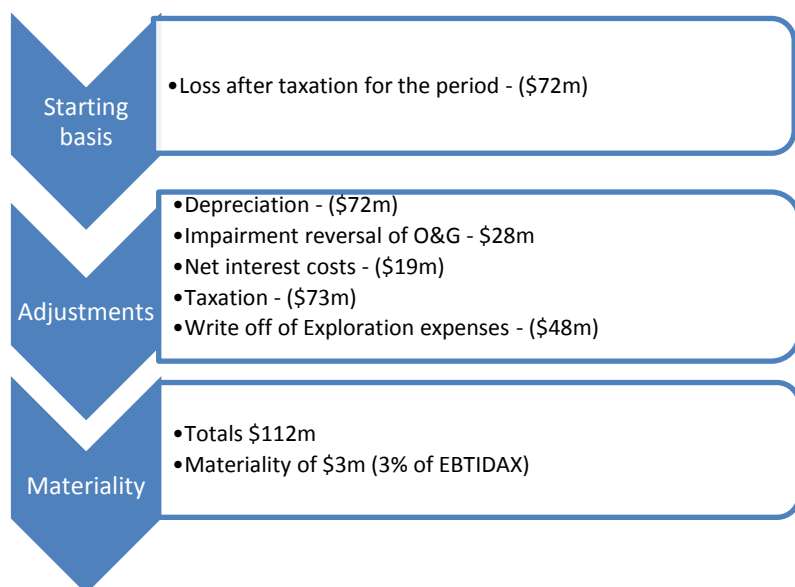 Starting
basis
•Loss after taxation for the period - ($72m)
Adjustments
•Depreciation - ($72m)
•Impairment reversal of O&G - $28m
•Net interest costs - ($19m)
•Taxation - ($73m)
•Write off of Exploration expenses - ($48m)
Materiality
•Totals $112m
•Materiality of $3m (3% of EBTIDAX)